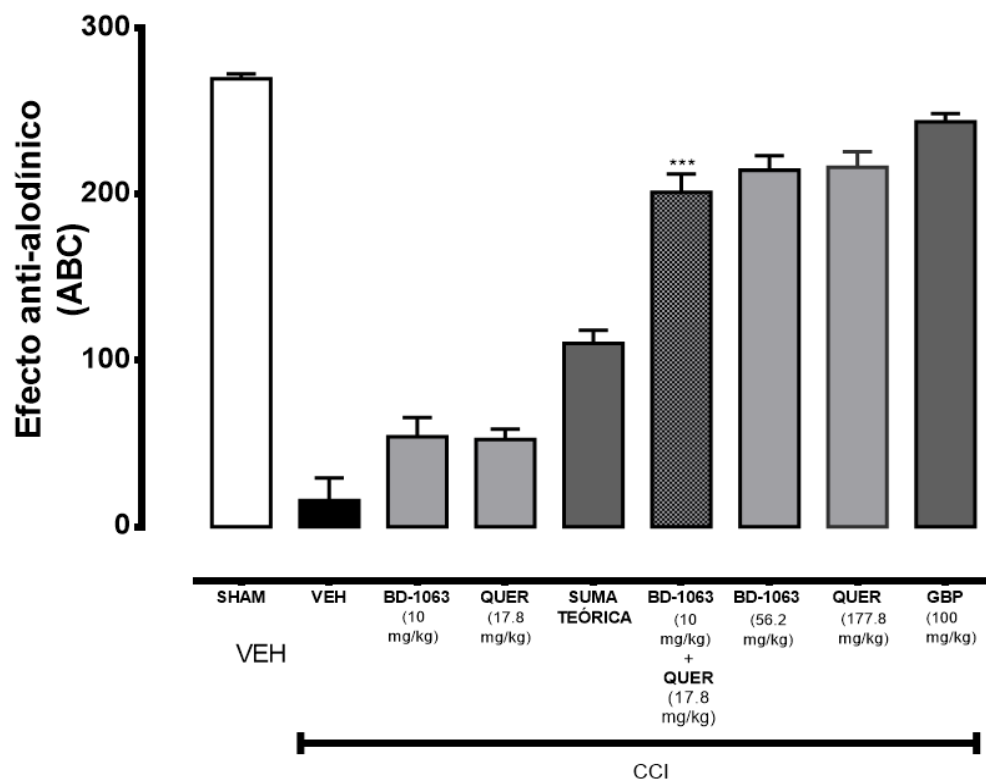 Efecto anti-alodínico
(ABC)
300
200
100
0
***
SHAM
VEH
VEH
BD-1063
(10
mg/kg)
QUER
(17.8
mg/kg)
SUMA
TEÓRICA
BD-1063
(10
mg/kg)
+
QUER
(17.8
mg/kg)
BD-1063
(56.2
mg/kg)
QUER
(177.8
mg/kg)
GBP
(100
mg/kg)
CCI